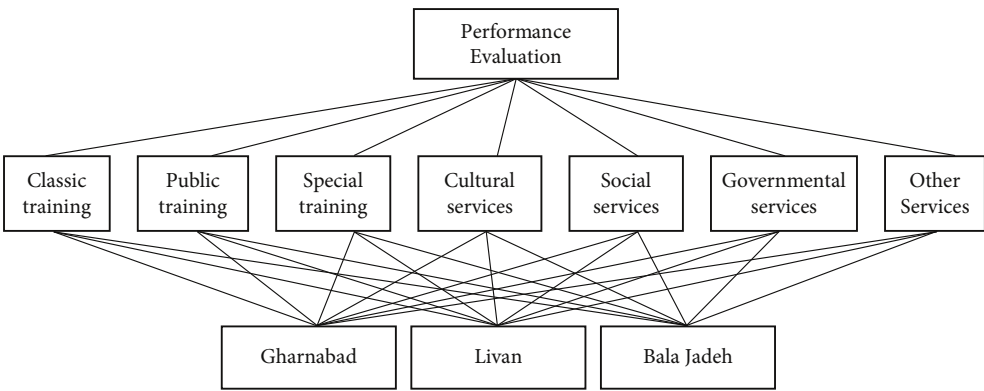 Performance
Evaluation
Classic
training
Public
training
Special
training
Cultural
services
Social
services
Governmental
services
Other
Services
Gharnabad
Livan
Bala Jadeh